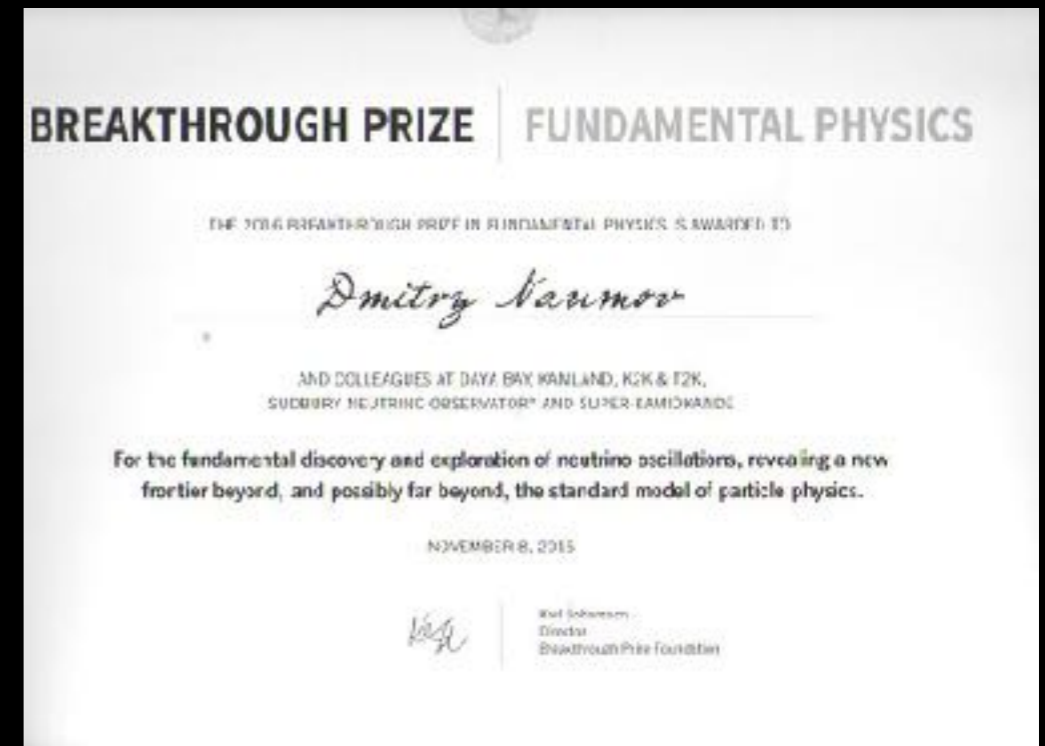 BREAKTHROUGH PRIZE | FUNDAMENTAL PHYSICS
THE 2016 BREAKTHROUGH PRIZE IN FUNDAMENTAL PHYSICS IS AWARDED TO
Dmitry Naumov
AND COLLEAGUES AT DAYA BAY, KAMLAND, K2K & T2K,
SUDBURY NEUTRINO OBSERVATORY AND SUPER-KAMIOKANDE
For the fundamental discovery and exploration of neutrino oscillations, revealing a new
frontier beyond, and possibly far beyond, the standard model of particle physics.
NOVEMBER 8, 2015
Director
Breakthrough Prize Foundation